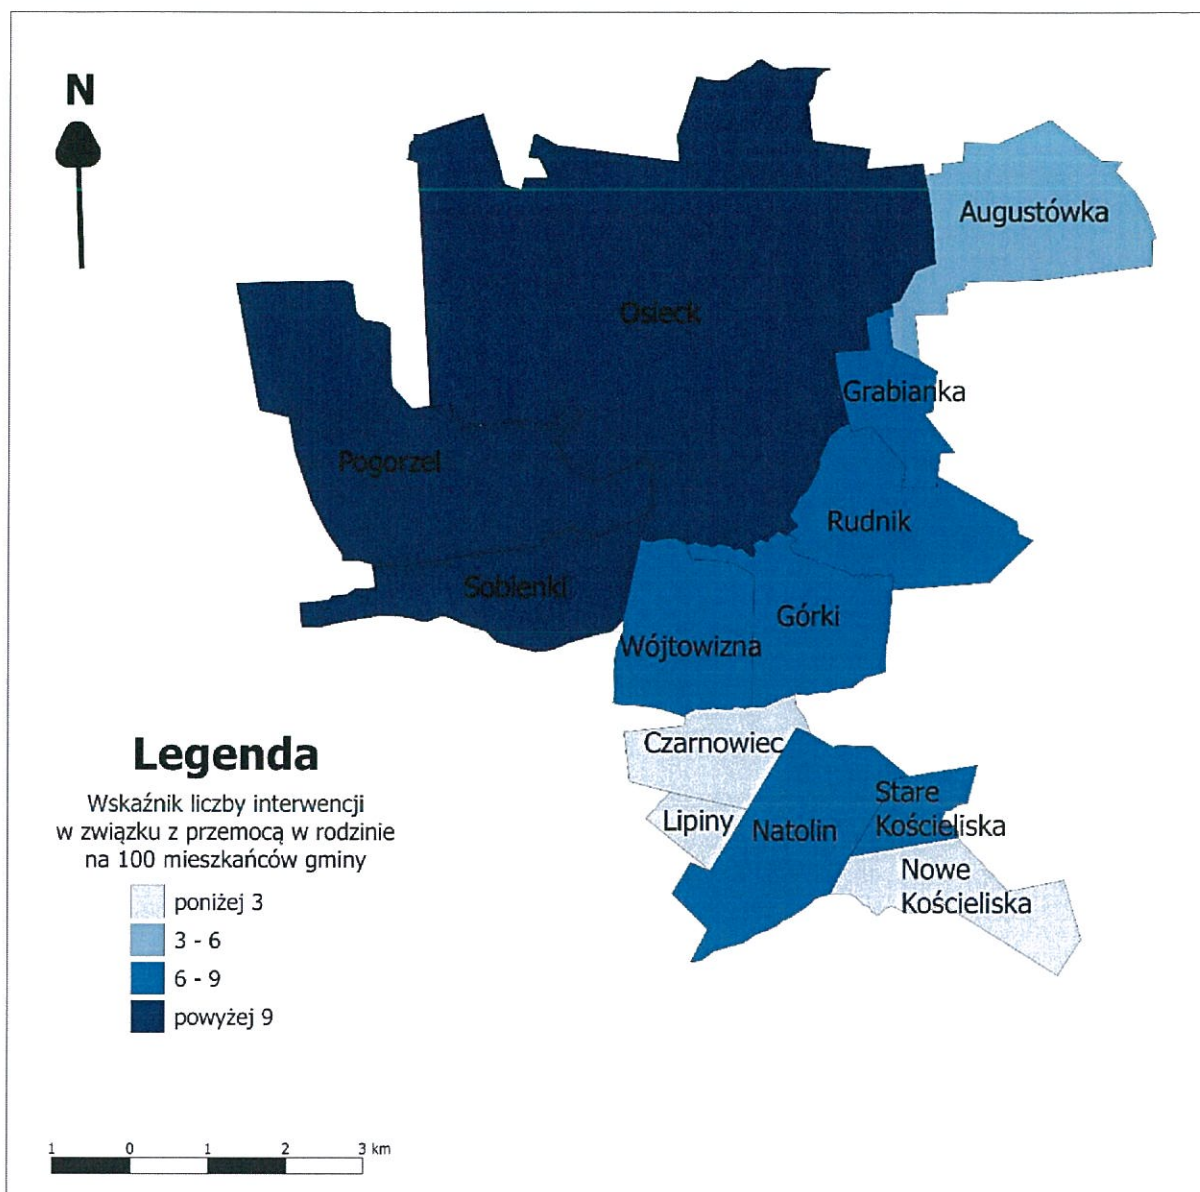 N
Augustówka
Osieck
Grabianka
Pogorzel
Rudnik
Sobienki
Górki
Wójtowizna
Czarnowiec
Lipiny
Natolin
Stare
Kościeliska
Nowe
Kościeliska
Legenda
Wskaźnik liczby interwencji
w związku z przemocą w rodzinie
na 100 mieszkańców gminy
poniżej 3
3 - 6
6 - 9
powyżej 9
1 0 1 2 3 km